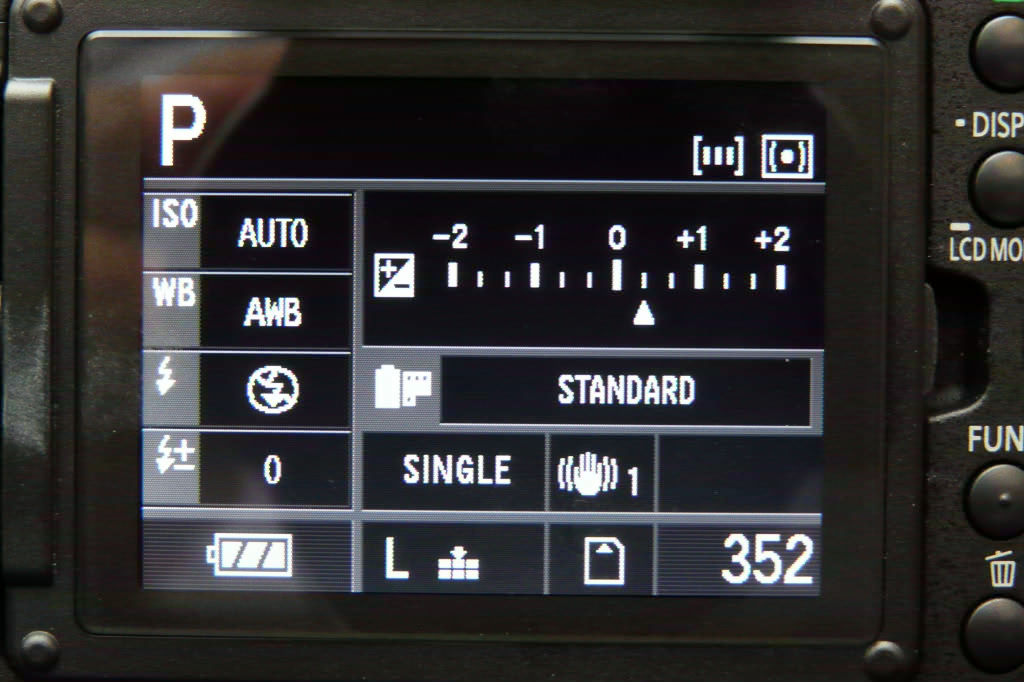 P
ISO AUTO
-2 -1 0 +1 +2
WB AWB
STANDARD
0
SINGLE 1
L 352
DISP
LCD MO
FUN